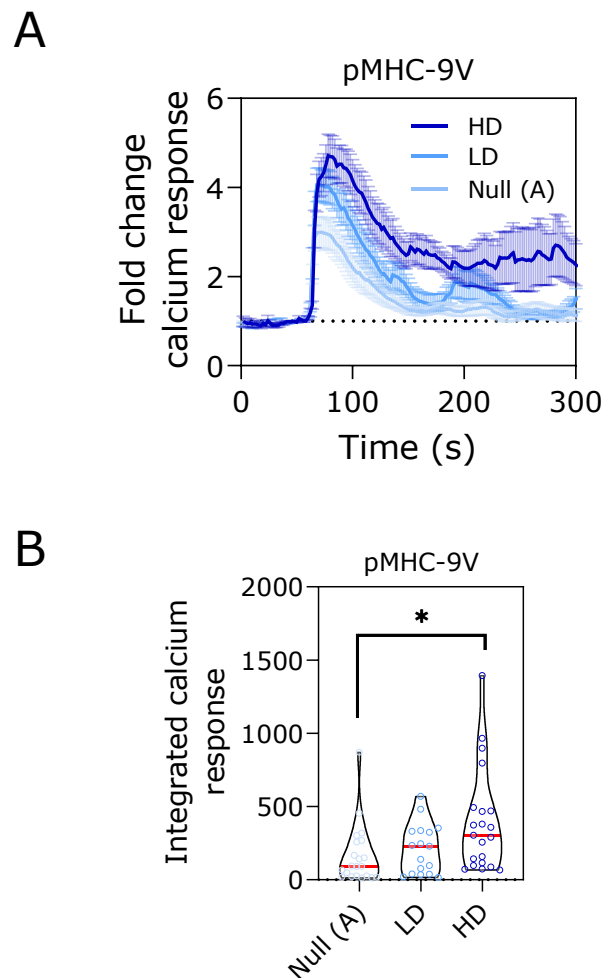 A
pMHC-9V
Fold change
calcium response
6
4
2
0
HD
LD
Null (A)
0
100
200
300
Time (s)
B
pMHC-9V
Integrated calcium
response
2000
1500
1000
500
0
*
Null (A)
LD
HD